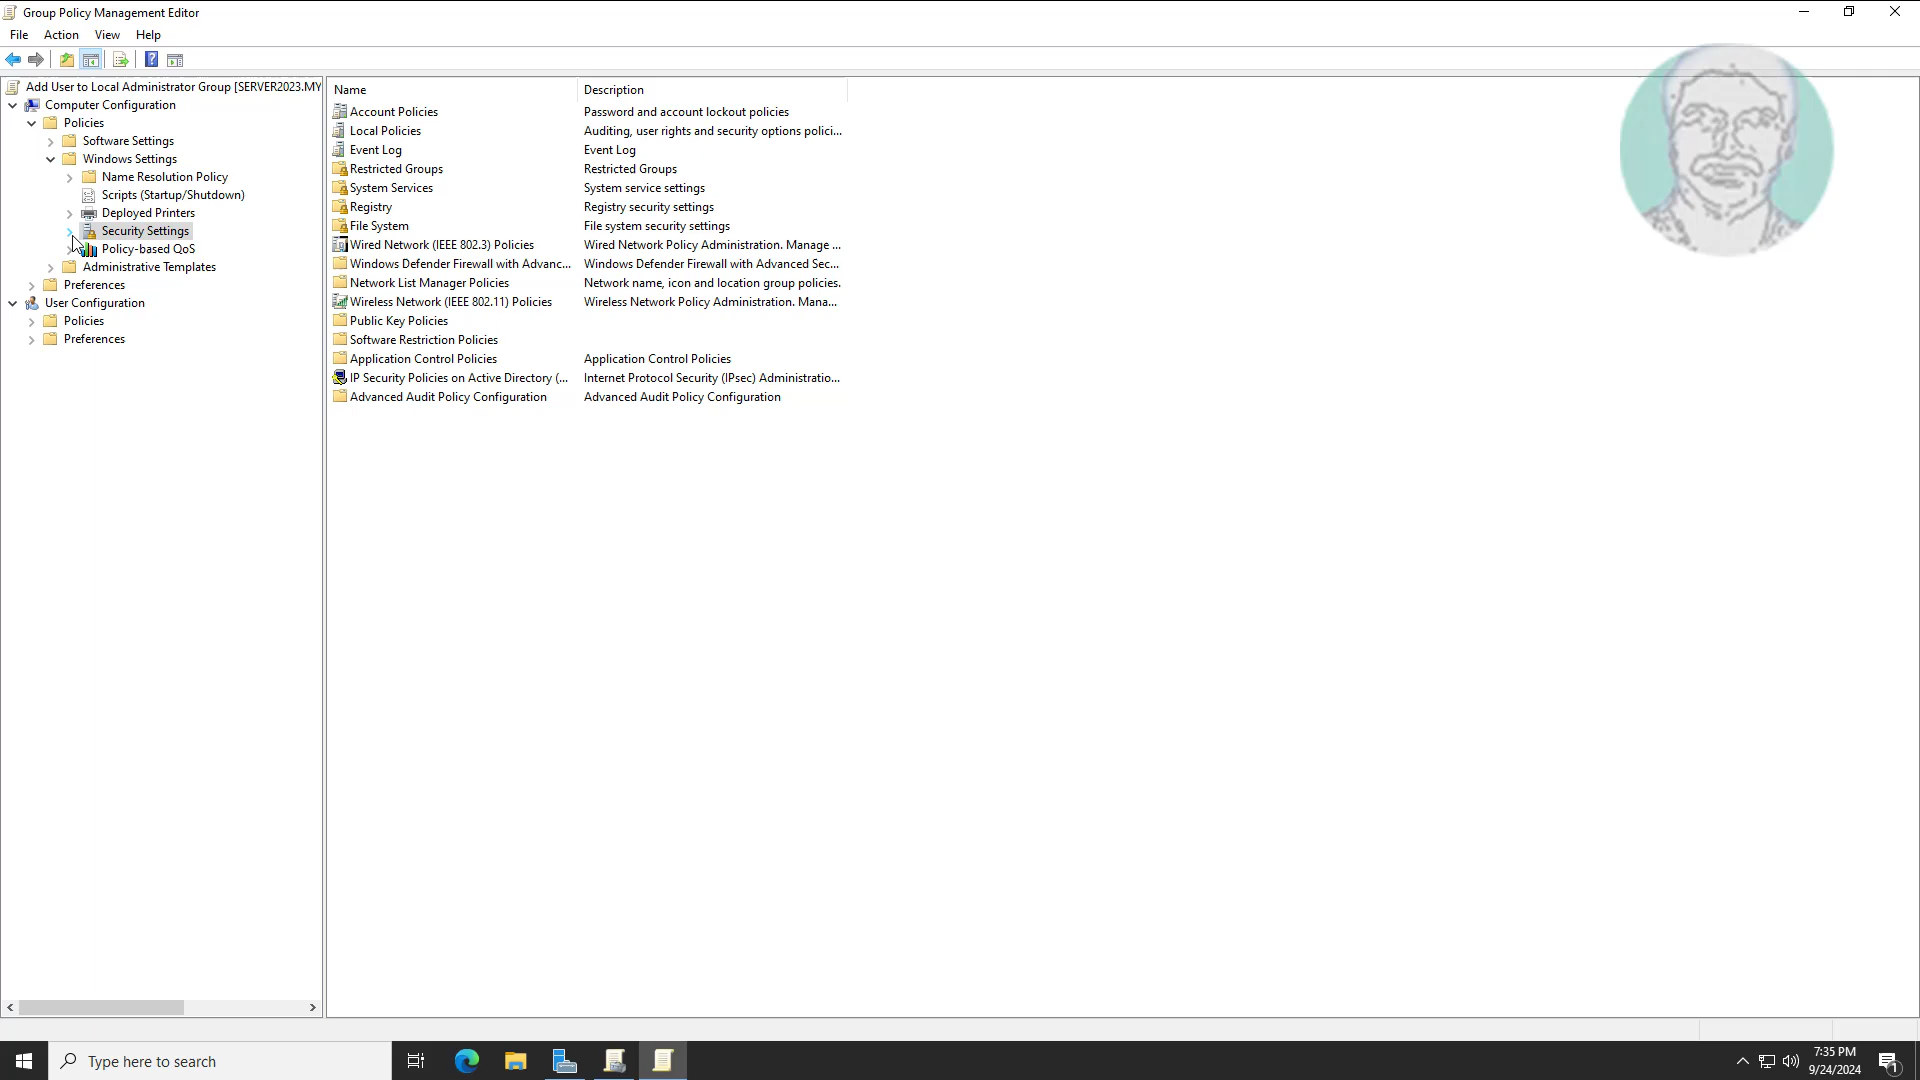 Group Policy Management Editor
File Action View Help
Add User to Local Administrator Group [SERVER2023.MY
Computer Configuration
Policies
Software Settings
Windows Settings
Name Resolution Policy
Scripts (Startup/Shutdown)
Deployed Printers
Security Settings
Policy-based QoS
Administrative Templates
Preferences
User Configuration
Policies
Preferences
Name Description
Account Policies Password and account lockout policies
Local Policies Auditing, user rights and security options polici...
Event Log Event Log
Restricted Groups Restricted Groups
System Services System service settings
Registry Registry security settings
File System File system security settings
Wired Network (IEEE 802.3) Policies Wired Network Policy Administration. Manage ...
Windows Defender Firewall with Advanc... Windows Defender Firewall with Advanced Sec...
Network List Manager Policies Network name, icon and location group policies.
Wireless Network (IEEE 802.11) Policies Wireless Network Policy Administration. Mana...
Public Key Policies
Software Restriction Policies
Application Control Policies Application Control Policies
IP Security Policies on Active Directory (... Internet Protocol Security (IPsec) Administratio...
Advanced Audit Policy Configuration Advanced Audit Policy Configuration
Type here to search
7:35 PM
9/24/2024
1